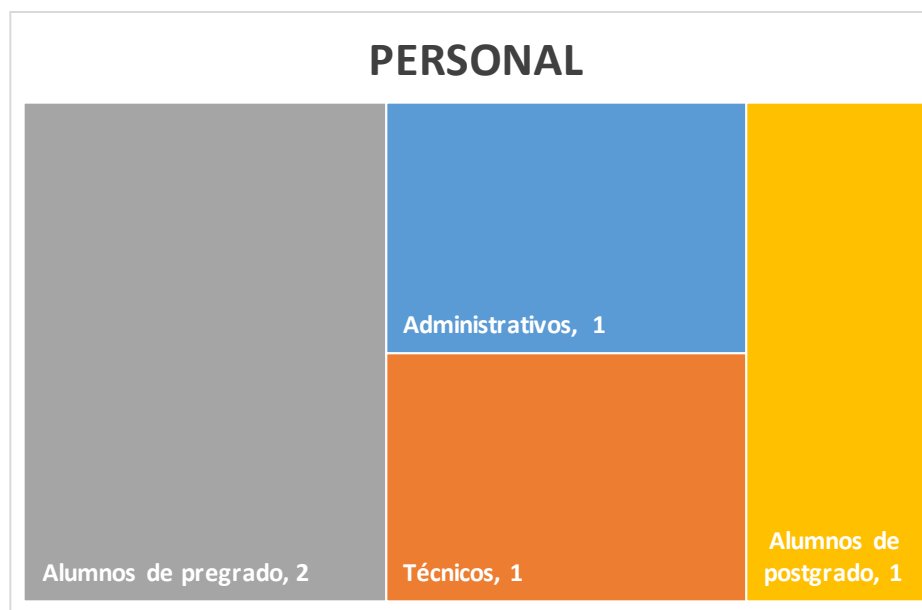 PERSONAL
Administrativos, 1
Alumnos de pregrado, 2
Técnicos, 1
Alumnos de
postgrado, 1